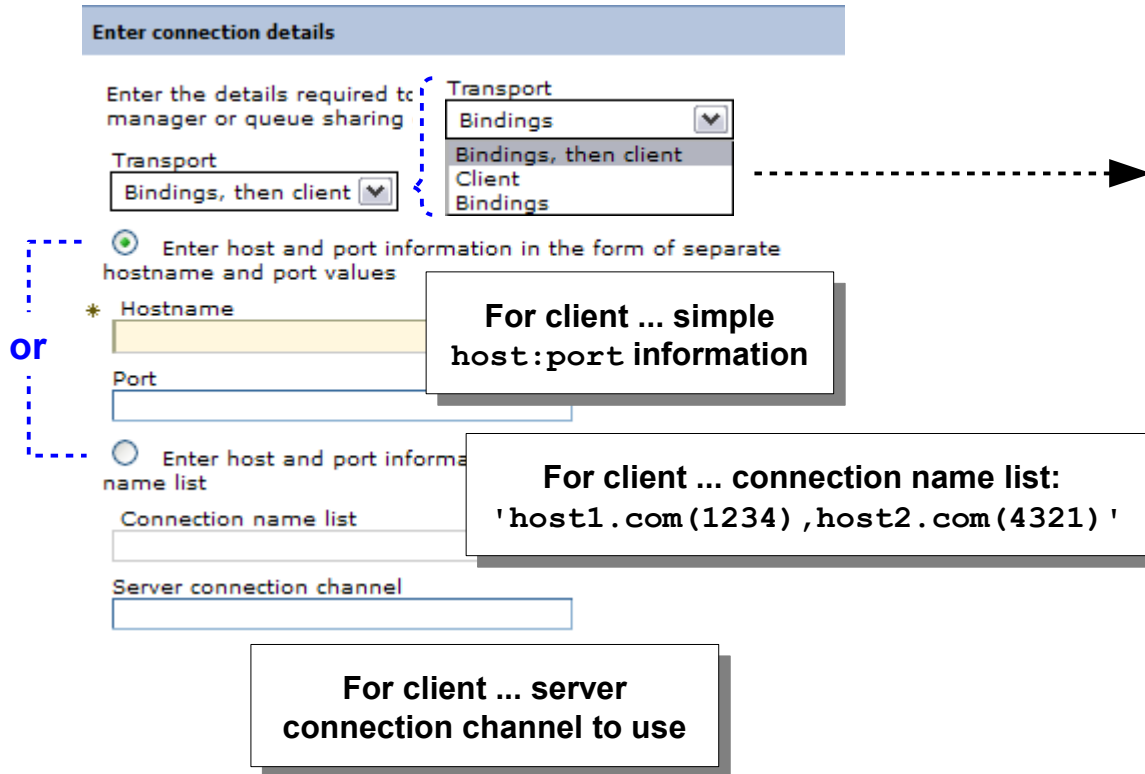 Enter connection details
Enter the details required to
manager or queue sharing
Transport
Bindings, then client
Transport
Bindings
Bindings, then client
Client
Bindings
or
Enter host and port information in the form of separate
hostname and port values
* Hostname
For client ... simple
host:port information
Port
Enter host and port informa
name list
For client ... connection name list:
'host1.com(1234),host2.com(4321)'
Connection name list
Server connection channel
For client ... server
connection channel to use